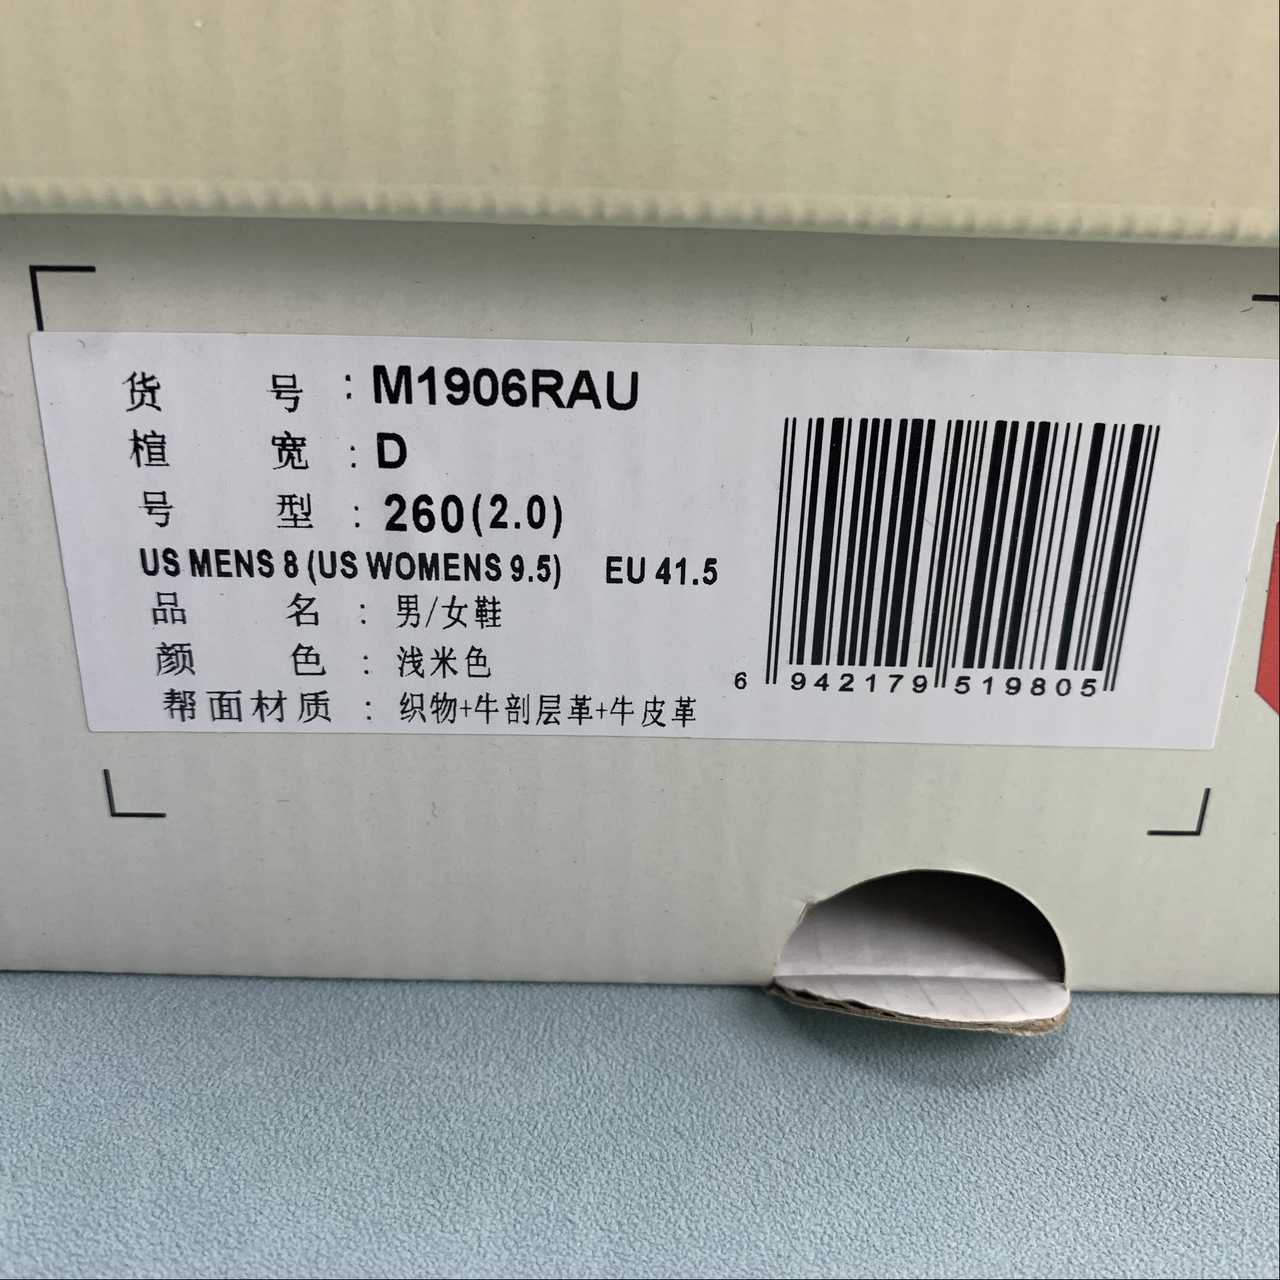 货号：M1906RAU
楦宽：D
号型：260(2.0)
US MENS 8 (US WOMENS 9.5) EU 41.5
品名：男/女鞋
颜色：浅米色
帮面材质：织物+牛剖层革+牛皮革
6 942179 519805